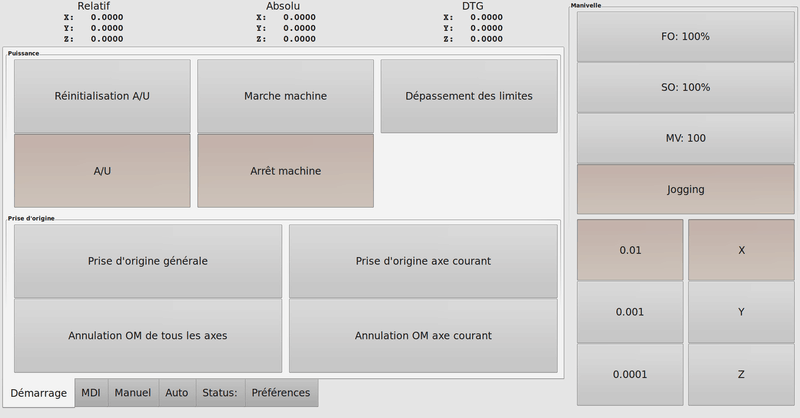 Relatif
X: 0.0000
Y: 0.0000
Z: 0.0000
Absolu
X: 0.0000
Y: 0.0000
Z: 0.0000
DTG
X: 0.0000
Y: 0.0000
Z: 0.0000
Puissance
Réinitialisation A/U
Marche machine
Dépassement des limites
A/U
Arrêt machine
Prise d'origine
Prise d'origine générale
Prise d'origine axe courant
Annulation OM de tous les axes
Annulation OM axe courant
Démarrage
MDI
Manuel
Auto
Status:
Préférences
Manivelle
FO: 100%
SO: 100%
MV: 100
Jogging
0.01
X
0.001
Y
0.0001
Z